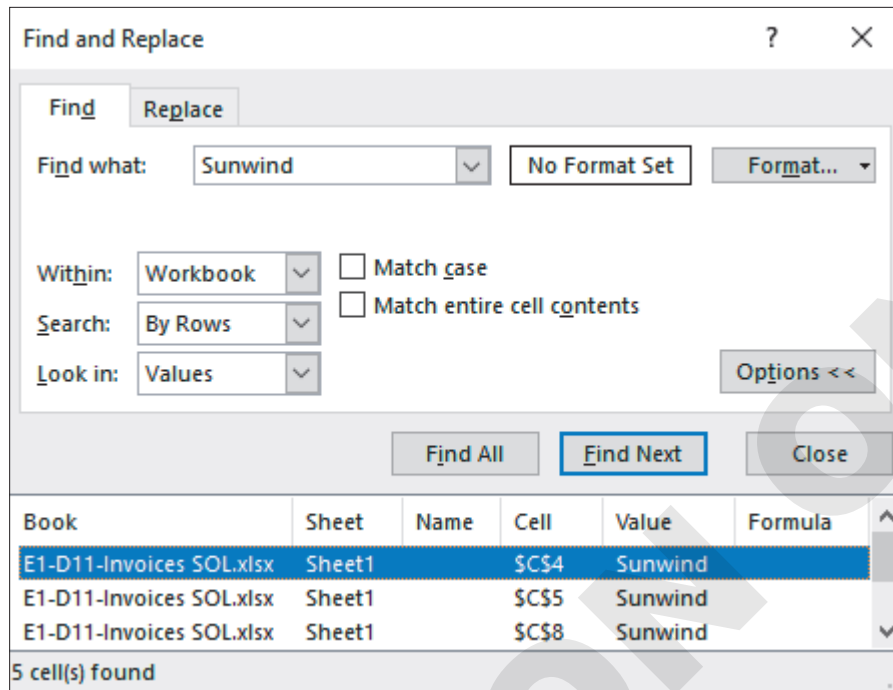 Find and Replace ? ×
Find Replace
Find what: Sunwind No Format Set Format...
Within: Workbook Match case
Match entire cell contents
Search: By Rows
Look in: Values Options <<
Find All Find Next Close
Book Sheet Name Cell Value Formula
E1-D11-Invoices SOL.xlsx Sheet1 $C$4 Sunwind
E1-D11-Invoices SOL.xlsx Sheet1 $C$5 Sunwind
E1-D11-Invoices SOL.xlsx Sheet1 $C$8 Sunwind
5 cell(s) found